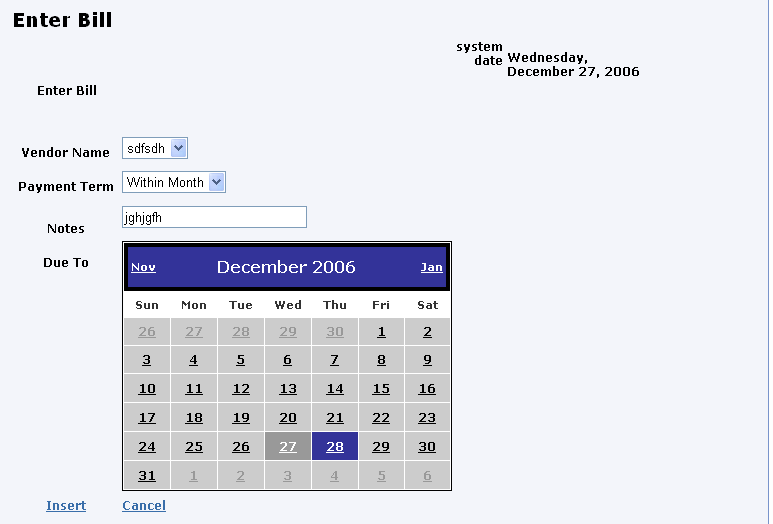 Enter Bill
system date Wednesday,
December 27, 2006
Enter Bill
Vendor Name sdfsdh
Payment Term Within Month
Notes jghjgfh
Due To
Nov December 2006 Jan
Sun Mon Tue Wed Thu Fri Sat
26 27 28 29 30 1 2
3 4 5 6 7 8 9
10 11 12 13 14 15 16
17 18 19 20 21 22 23
24 25 26 27 28 29 30
31 1 2 3 4 5 6
Insert Cancel